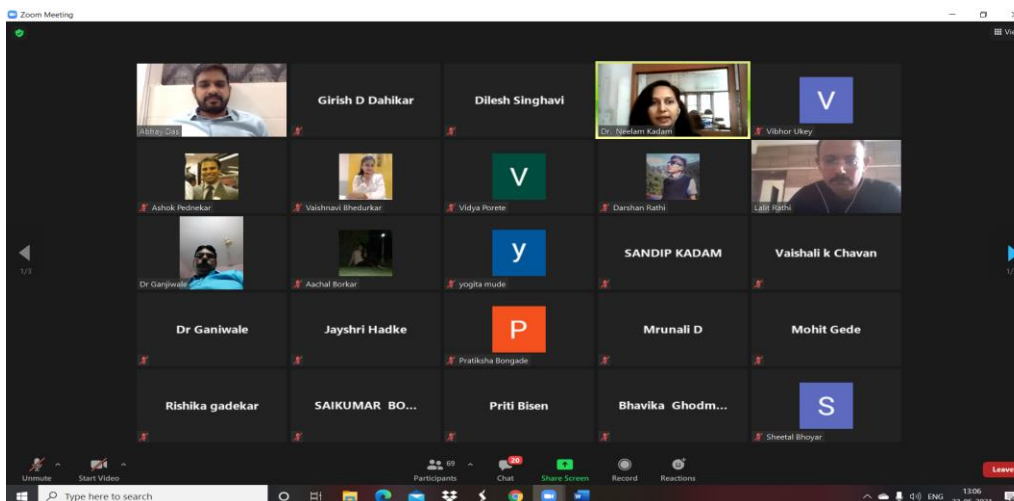 Zoom Meeting
Vie
Abhay Das
Girish D Dahikar
Dilesh Singhavi
Dr. Neelam Kadam
V
Vibhor Ukey
Ashok Pednekar
Vaishnavi Bhedurkar
V
Vidya Porete
Darshan Rathi
Lalit Rathi
1/3
Dr Ganjiwale
Aachal Borkar
y
yogita mude
SANDIP KADAM
Vaishali k Chavan
1/
Dr Ganiwale
Jayshri Hadke
P
Pratiksha Bongade
Mrunali D
Mohit Gede
Rishika gadekar
SAIKUMAR BO...
Priti Bisen
Bhavika Ghodm...
S
Sheetal Bhoyar
Unmute
Start Video
69
Participants
20
Chat
Share Screen
Record
Reactions
Leave
Type here to search
ENG
13:06